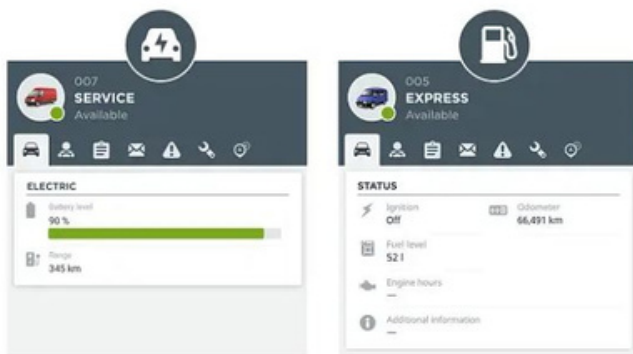 007
SERVICE
Available
ELECTRIC
Battery level
90 %
Range
345 km
005
EXPRESS
Available
STATUS
Ignition
Off
Odometer
66,491 km
Fuel level
52 l
Engine hours
—
Additional information
—